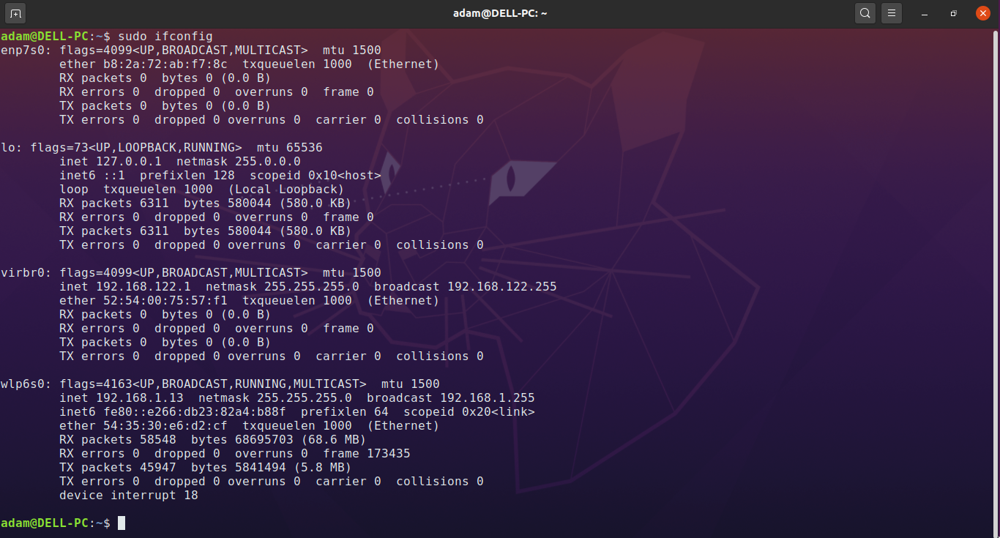 adam@DELL-PC: ~
adam@DELL-PC:~$ sudo ifconfig
enp7s0: flags=4099<UP,BROADCAST,MULTICAST>  mtu 1500
        ether b8:2a:72:ab:f7:8c  txqueuelen 1000  (Ethernet)
        RX packets 0  bytes 0 (0.0 B)
        RX errors 0  dropped 0  overruns 0  frame 0
        TX packets 0  bytes 0 (0.0 B)
        TX errors 0  dropped 0 overruns 0  carrier 0  collisions 0

lo: flags=73<UP,LOOPBACK,RUNNING>  mtu 65536
        inet 127.0.0.1  netmask 255.0.0.0
        inet6 ::1  prefixlen 128  scopeid 0x10<host>
        loop  txqueuelen 1000  (Local Loopback)
        RX packets 6311  bytes 580044 (580.0 KB)
        RX errors 0  dropped 0  overruns 0  frame 0
        TX packets 6311  bytes 580044 (580.0 KB)
        TX errors 0  dropped 0 overruns 0  carrier 0  collisions 0

virbr0: flags=4099<UP,BROADCAST,MULTICAST>  mtu 1500
        inet 192.168.122.1  netmask 255.255.255.0  broadcast 192.168.122.255
        ether 52:54:00:75:57:f1  txqueuelen 1000  (Ethernet)
        RX packets 0  bytes 0 (0.0 B)
        RX errors 0  dropped 0  overruns 0  frame 0
        TX packets 0  bytes 0 (0.0 B)
        TX errors 0  dropped 0 overruns 0  carrier 0  collisions 0

wlp6s0: flags=4163<UP,BROADCAST,RUNNING,MULTICAST>  mtu 1500
        inet 192.168.1.13  netmask 255.255.255.0  broadcast 192.168.1.255
        inet6 fe80::e266:db23:82a4:b88f  prefixlen 64  scopeid 0x20<link>
        ether 54:35:30:e6:d2:cf  txqueuelen 1000  (Ethernet)
        RX packets 58548  bytes 68695703 (68.6 MB)
        RX errors 0  dropped 0  overruns 0  frame 173435
        TX packets 45947  bytes 5841494 (5.8 MB)
        TX errors 0  dropped 0 overruns 0  carrier 0  collisions 0
        device interrupt 18

adam@DELL-PC:~$